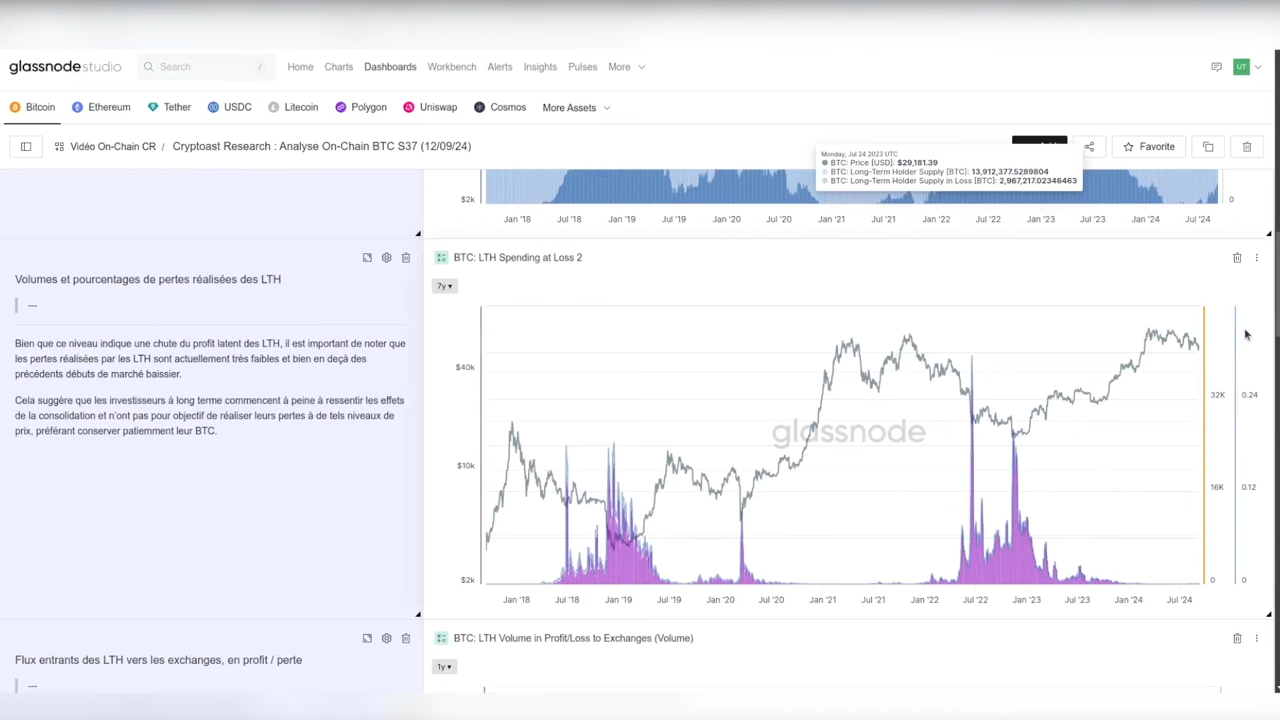 glassnode studio
Search /
Home Charts Dashboards Workbench Alerts Insights Pulses More
UT
Bitcoin Ethereum Tether USDC Litecoin Polygon Uniswap Cosmos More Assets
Vidéo On-Chain CR / Cryptoast Research : Analyse On-Chain BTC S37 (12/09/24)
Favorite
Monday, Jul 24 2023 UTC
BTC: Price [USD]: $29,181.39
BTC: Long-Term Holder Supply [BTC]: 13,912,377.5289804
BTC: Long-Term Holder Supply in Loss [BTC]: 2,967,217.02346463
$2k 0
Jan '18 Jul '18 Jan '19 Jul '19 Jan '20 Jul '20 Jan '21 Jul '21 Jan '22 Jul '22 Jan '23 Jul '23 Jan '24 Jul '24
Volumes et pourcentages de pertes réalisées des LTH
---
Bien que ce niveau indique une chute du profit latent des LTH, il est important de noter que
les pertes réalisées par les LTH sont actuellement très faibles et bien en deçà des
précédents débuts de marché baissier.
Cela suggère que les investisseurs à long terme commencent à peine à ressentir les effets
de la consolidation et n'ont pas pour objectif de réaliser leurs pertes à de tels niveaux de
prix, préférant conserver patiemment leur BTC.
BTC: LTH Spending at Loss 2
7y
$40k
32K 0.24
glassnode
$10k
16K 0.12
$2k 0 0
Jan '18 Jul '18 Jan '19 Jul '19 Jan '20 Jul '20 Jan '21 Jul '21 Jan '22 Jul '22 Jan '23 Jul '23 Jan '24 Jul '24
Flux entrants des LTH vers les exchanges, en profit / perte
---
BTC: LTH Volume in Profit/Loss to Exchanges (Volume)
1y